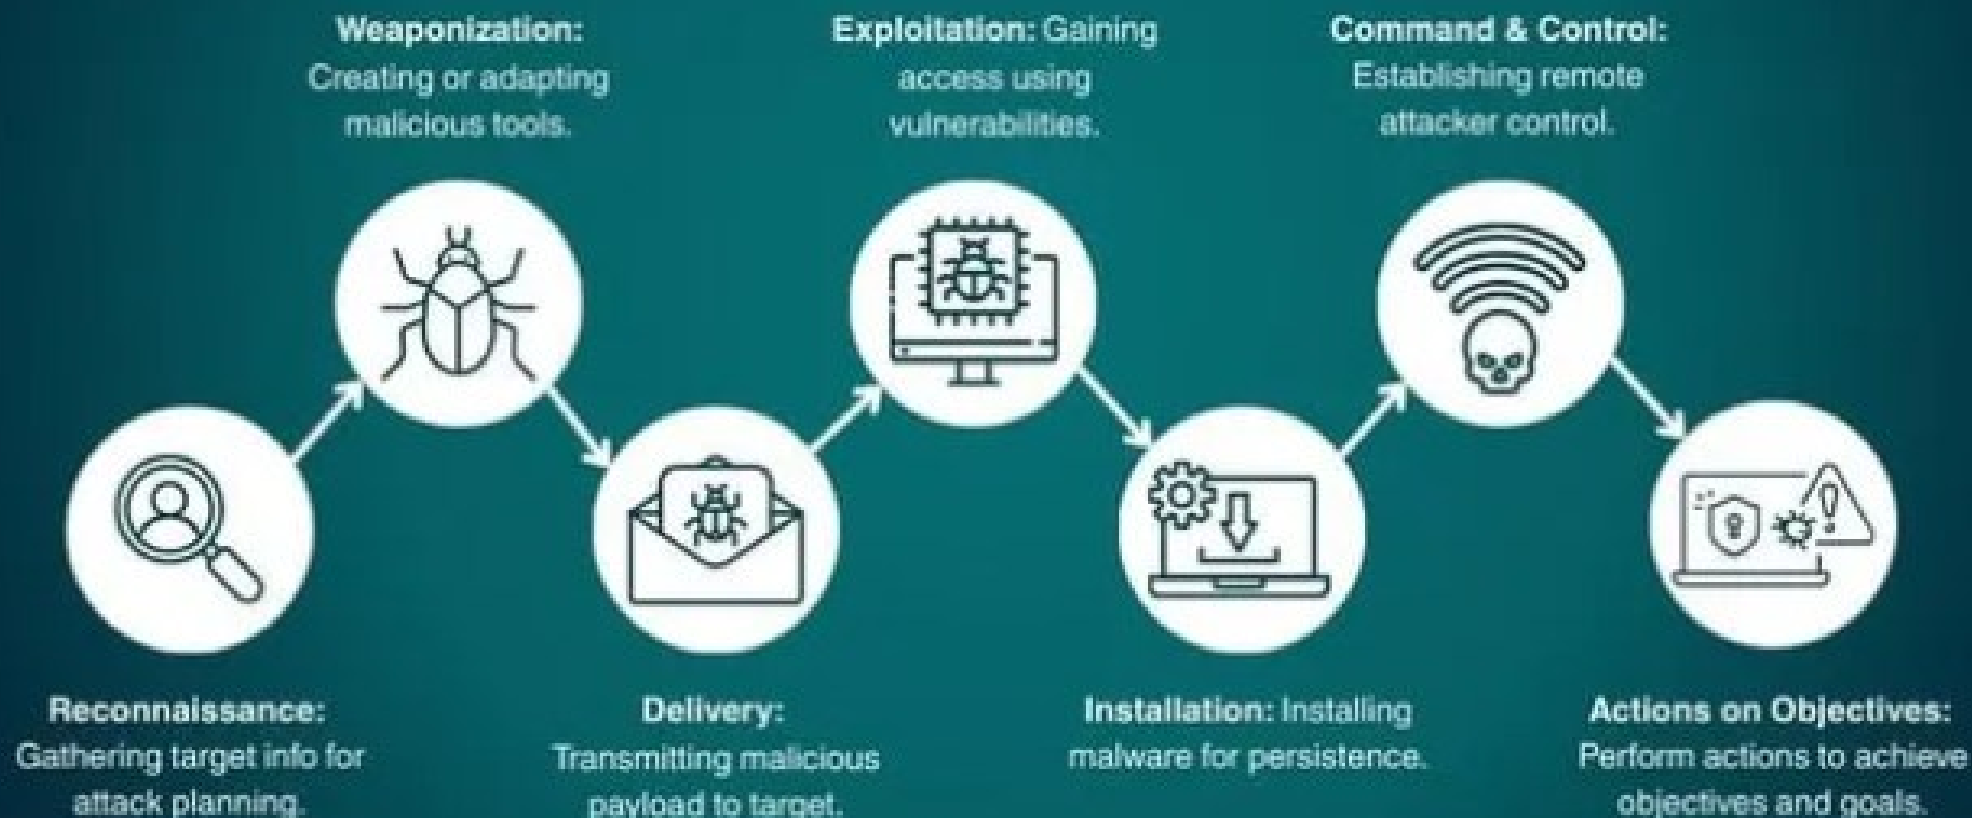 Weaponization:
Creating or adapting
malicious tools.
Exploitation: Gaining
access using
vulnerabilities.
Command & Control:
Establishing remote
attacker control.
Reconnaissance:
Gathering target info for
attack planning.
Delivery:
Transmitting malicious
payload to target.
Installation: Installing
malware for persistence.
Actions on Objectives:
Perform actions to achieve
objectives and goals.